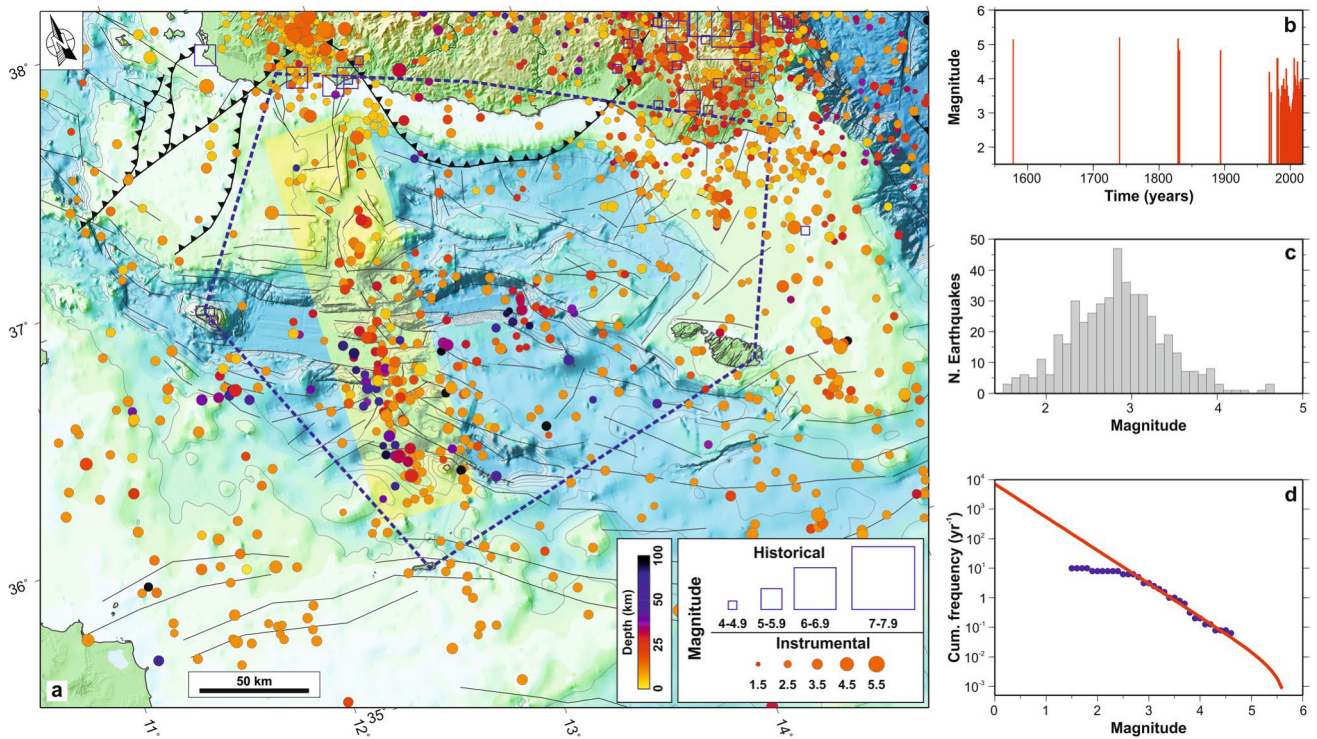 38°
37°
36°
11°
12°
35°
13°
14°
50 km
a
Depth (km)
0
25
50
100
Magnitude
Historical
4-4.9 5-5.9 6-6.9 7-7.9
Instrumental
1.5 2.5 3.5 4.5 5.5
b
Magnitude
6
5
4
3
2
1600 1700 1800 1900 2000
Time (years)
c
N. Earthquakes
50
40
30
20
10
0
2 3 4 5
Magnitude
d
Cum. frequency (yr⁻¹)
10⁴
10³
10²
10¹
1
10⁻¹
10⁻²
10⁻³
0 1 2 3 4 5 6
Magnitude